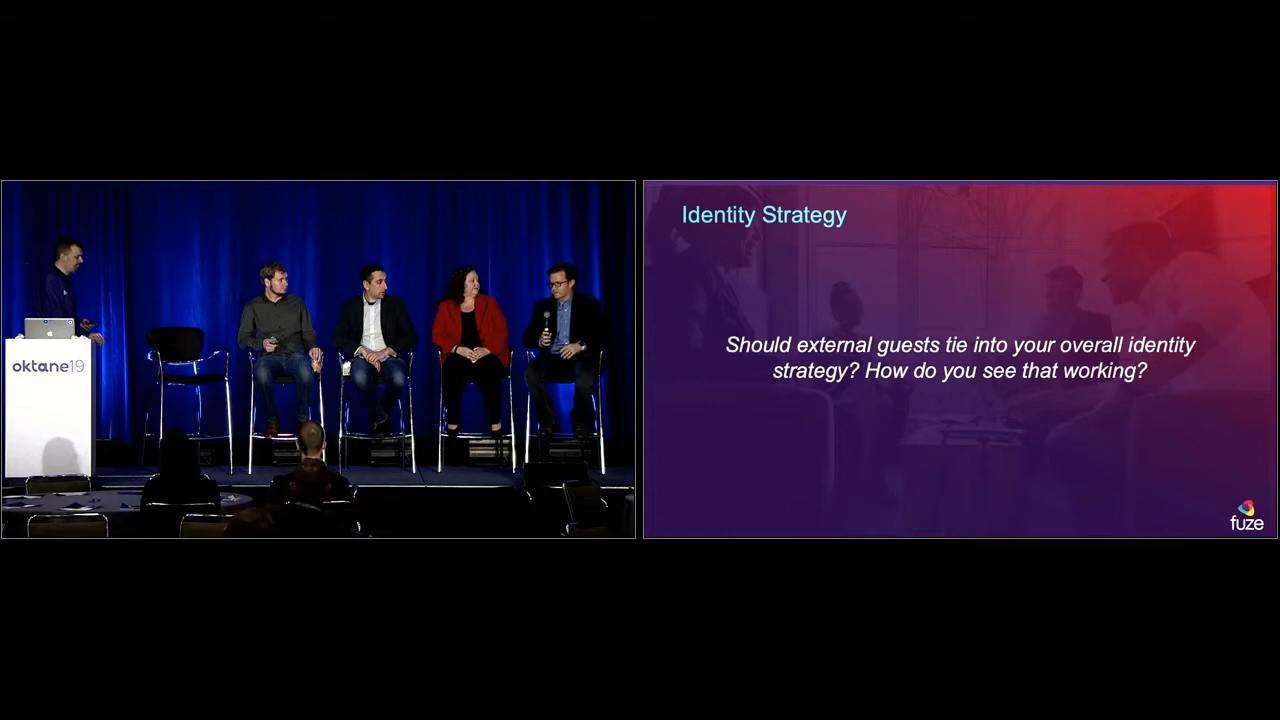 oktane19
Identity Strategy
Should external guests tie into your overall identity
strategy? How do you see that working?
fuze